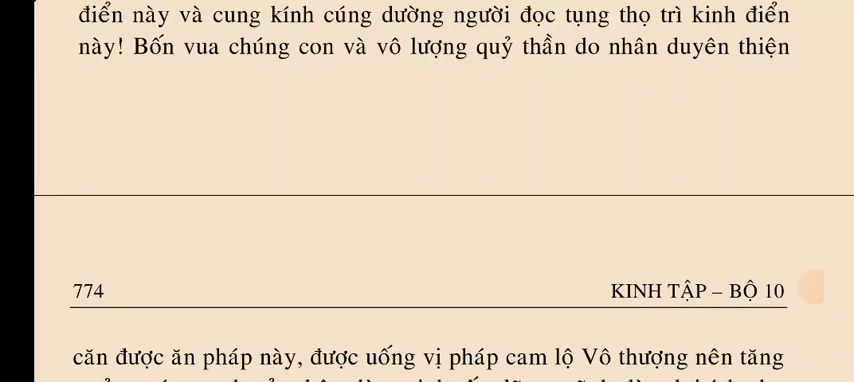 điển này và cung kính cúng dường người đọc tụng thọ trì kinh điển
này! Bốn vua chúng con và vô lượng quỷ thần do nhân duyên thiện
774
KINH TẬP – BỘ 10
căn được ăn pháp này, được uống vị pháp cam lộ Vô thượng nên tăng